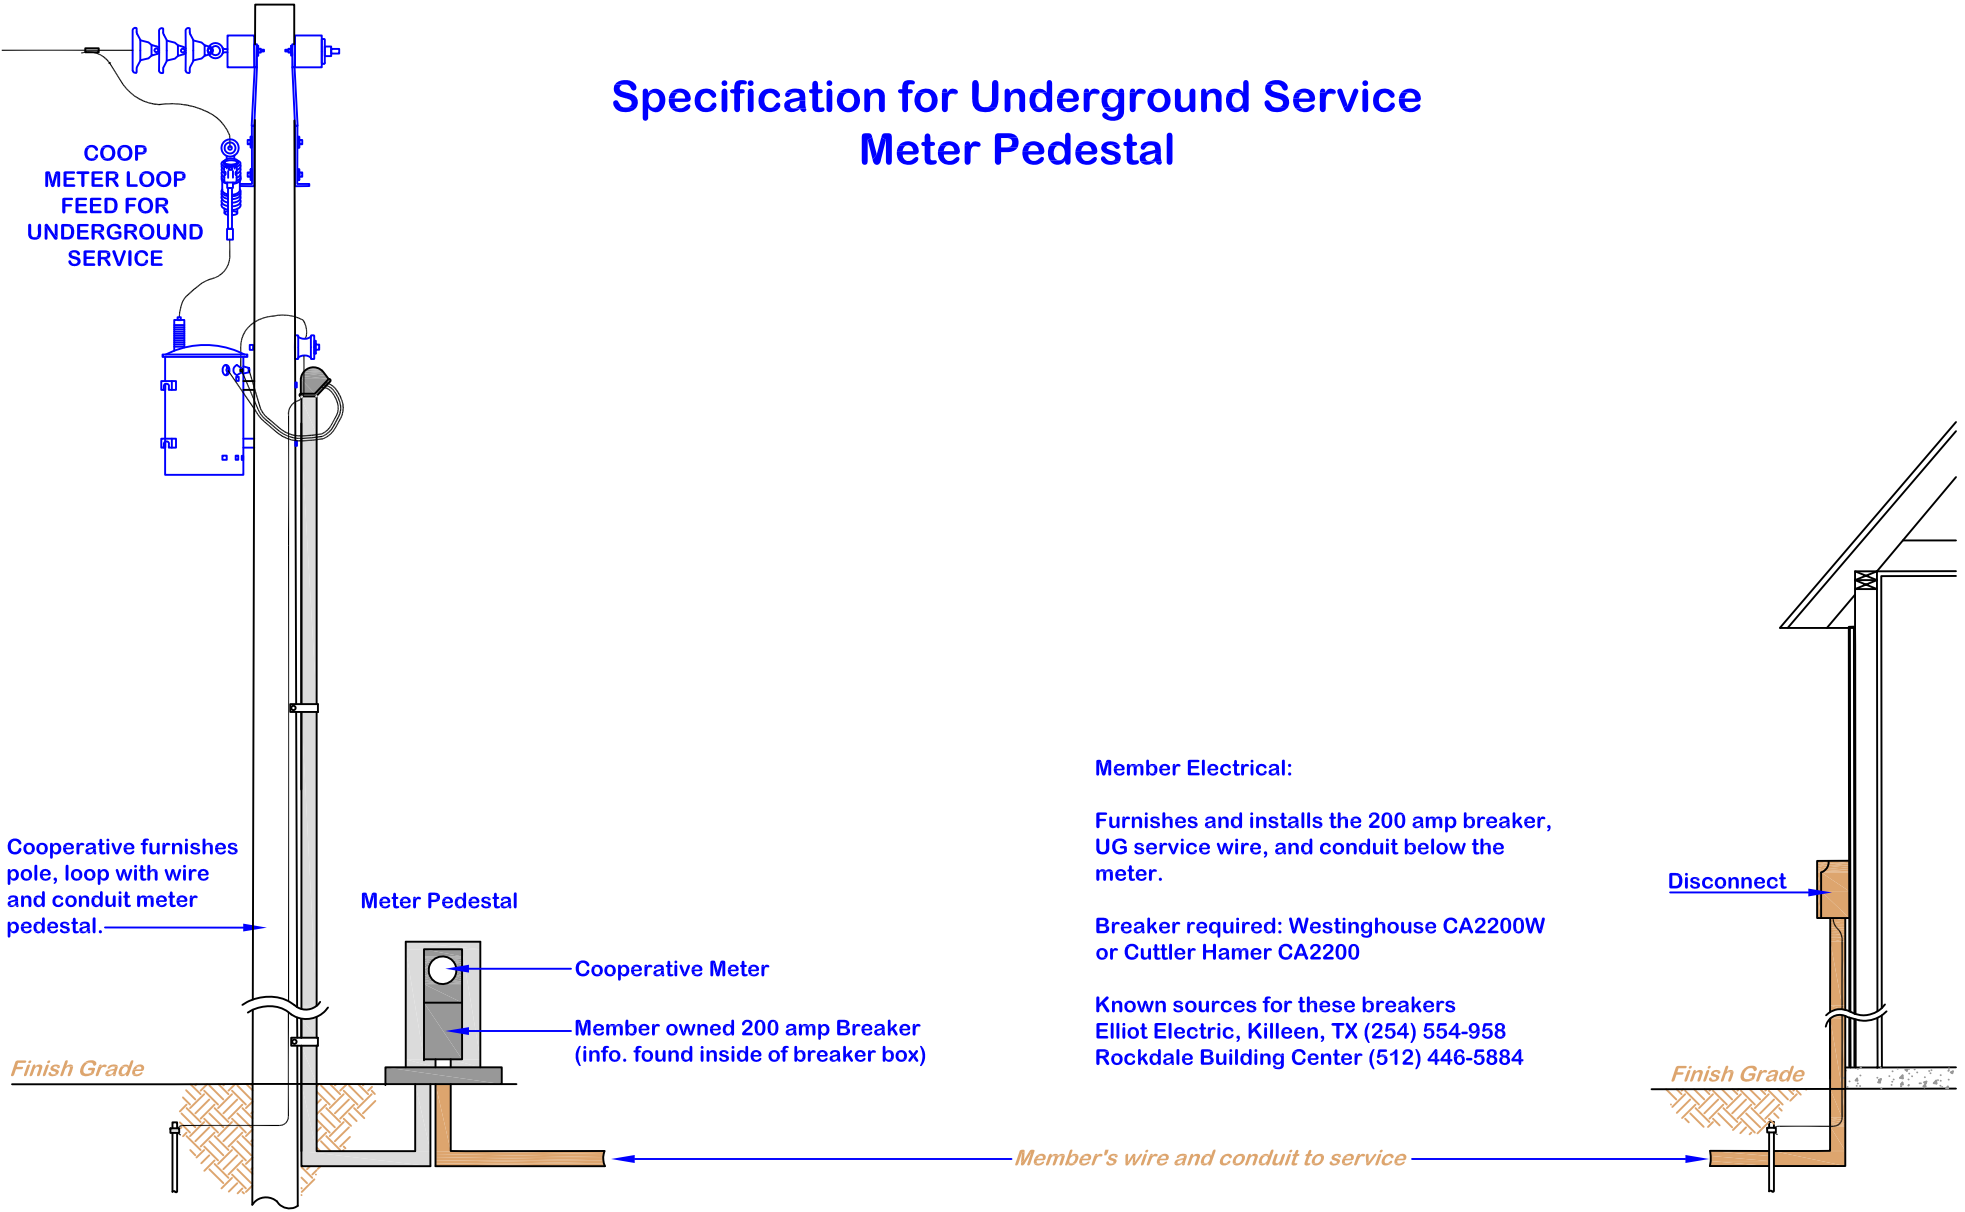 Specification for Underground Service
Meter Pedestal
COOP
METER LOOP
FEED FOR
UNDERGROUND
SERVICE
Cooperative furnishes
pole, loop with wire
and conduit meter
pedestal.
Meter Pedestal
Cooperative Meter
Member owned 200 amp Breaker
(info. found inside of breaker box)
Member Electrical:
Furnishes and installs the 200 amp breaker,
UG service wire, and conduit below the
meter.
Breaker required: Westinghouse CA2200W
or Cuttler Hamer CA2200
Known sources for these breakers
Elliot Electric, Killeen, TX (254) 554-958
Rockdale Building Center (512) 446-5884
Disconnect
Finish Grade
Finish Grade
Member's wire and conduit to service